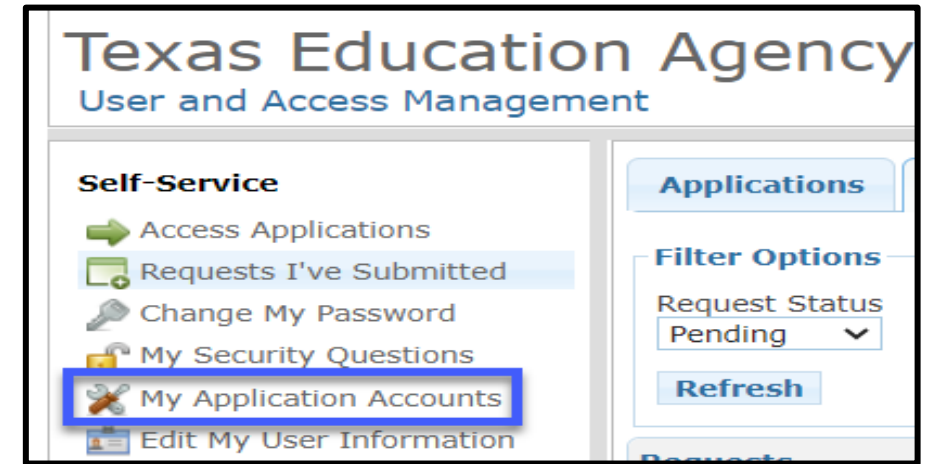 Texas Education Agency
User and Access Management
Self-Service
Access Applications
Requests I've Submitted
Change My Password
My Security Questions
My Application Accounts
Edit My User Information
Applications
Filter Options
Request Status
Pending
Refresh
Requests